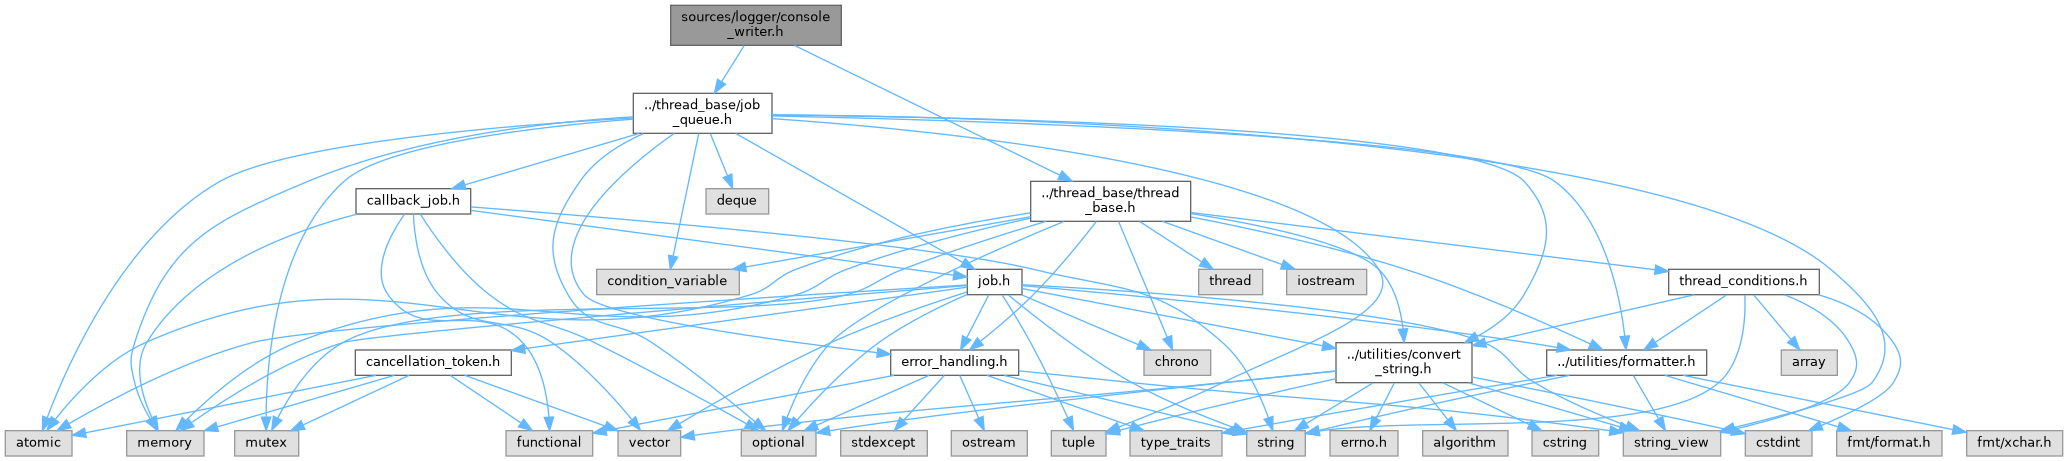 sources/logger/console
_writer.h
../thread_base/job
_queue.h
callback_job.h
deque
../thread_base/thread
_base.h
condition_variable
job.h
thread
iostream
thread_conditions.h
cancellation_token.h
error_handling.h
chrono
../utilities/convert
_string.h
../utilities/formatter.h
array
atomic
memory
mutex
functional
vector
optional
stdexcept
ostream
tuple
type_traits
string
errno.h
algorithm
cstring
string_view
cstdint
fmt/format.h
fmt/xchar.h